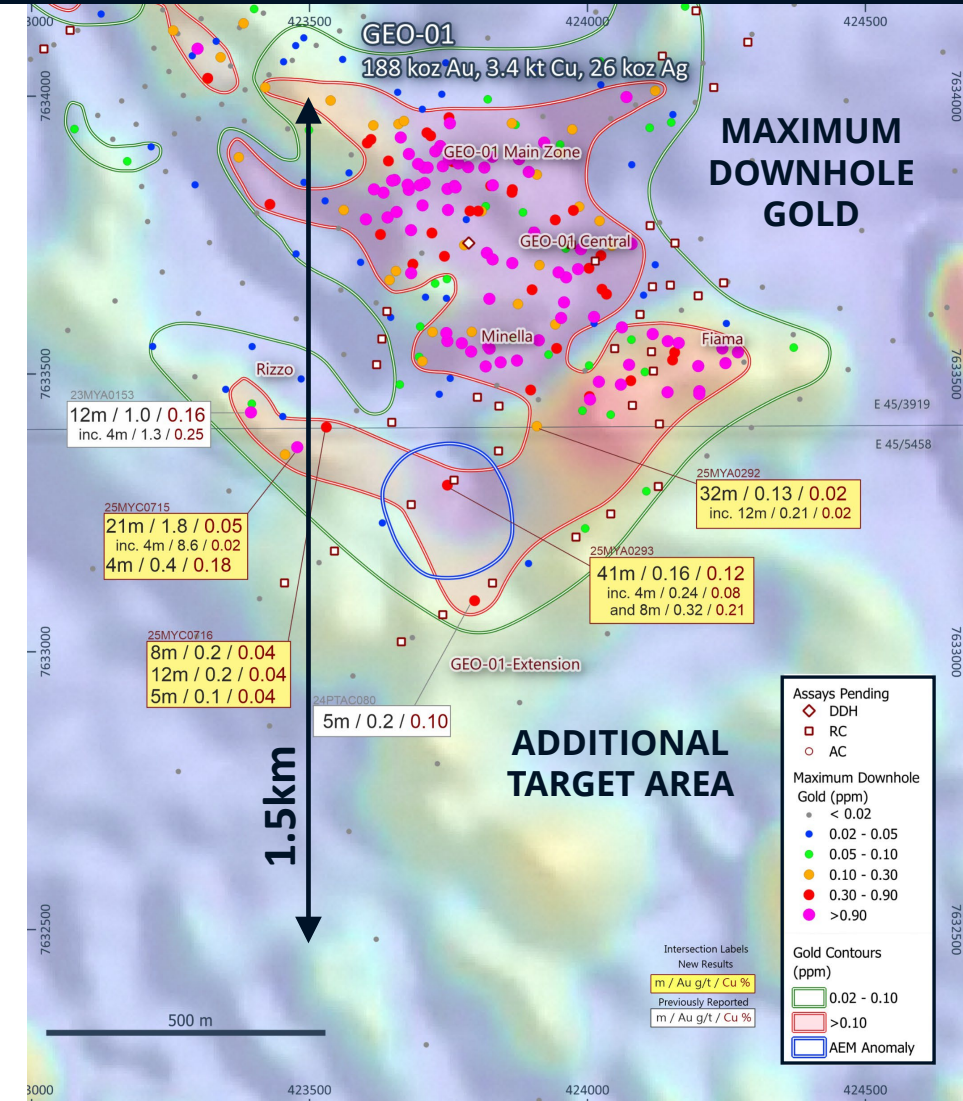 3000
423500
424000
424500
GEO-01
188 koz Au, 3.4 kt Cu, 26 koz Ag
7634000
7634000
MAXIMUM
DOWNHOLE
GOLD
GEO-01 Main Zone
GEO-01 Central
Minella
Fiama
Rizzo
7633500
7633500
23MYA0153
12m / 1.0 / 0.16
inc. 4m / 1.3 / 0.25
E 45/3919
E 45/5458
25MYA0292
32m / 0.13 / 0.02
inc. 12m / 0.21 / 0.02
25MYC0715
21m / 1.8 / 0.05
inc. 4m / 8.6 / 0.02
4m / 0.4 / 0.18
25MYA0293
41m / 0.16 / 0.12
inc. 4m / 0.24 / 0.08
and 8m / 0.32 / 0.21
25MYC0716
8m / 0.2 / 0.04
12m / 0.2 / 0.04
5m / 0.1 / 0.04
7633000
7633000
GEO-01-Extension
24PTAC080
5m / 0.2 / 0.10
ADDITIONAL
TARGET AREA
1.5km
7632500
7632500
Assays Pending
DDH
RC
AC
Maximum Downhole
Gold (ppm)
< 0.02
0.02 - 0.05
0.05 - 0.10
0.10 - 0.30
0.30 - 0.90
>0.90
Gold Contours
(ppm)
0.02 - 0.10
>0.10
AEM Anomaly
Intersection Labels
New Results
m / Au g/t / Cu %
Previously Reported
m / Au g/t / Cu %
500 m
3000
423500
424000
424500